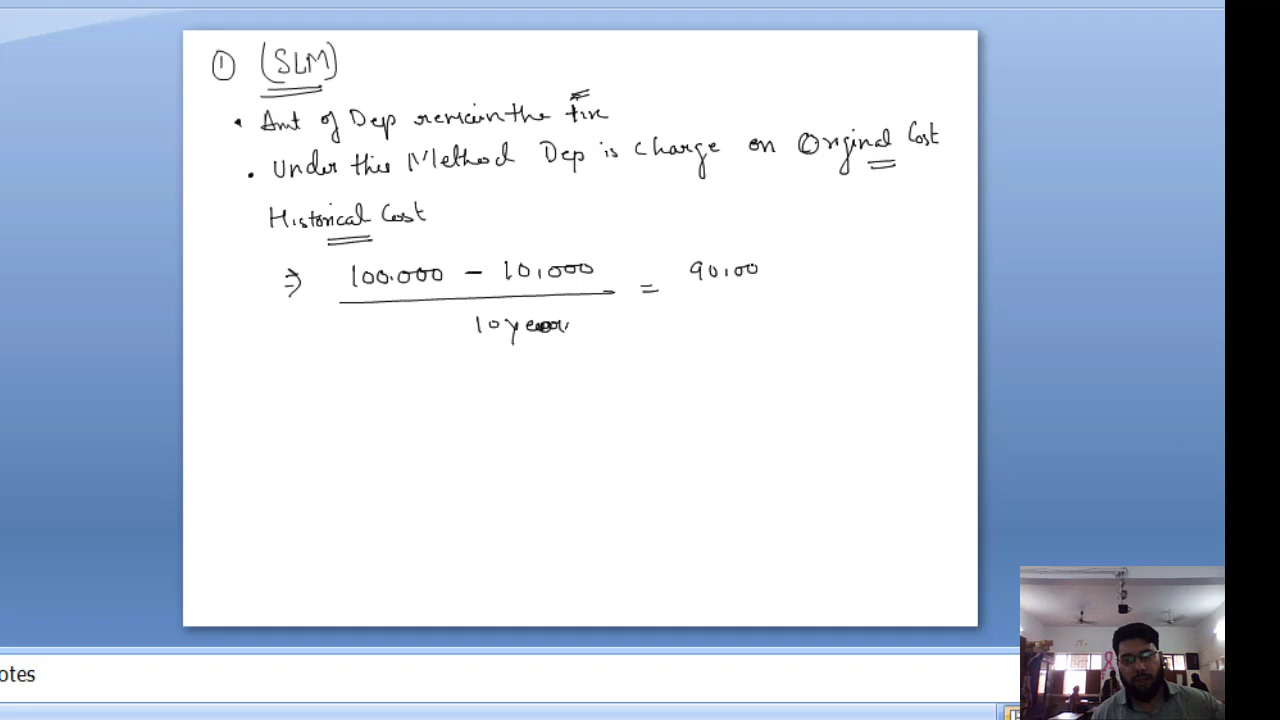 ① (SLM)
• Amt of Dep remain the fix
• Under this Method Dep is charge on Original Cost
Historical Cost
⇒ 100.000 - 10,000 = 90,00
10 year
otes